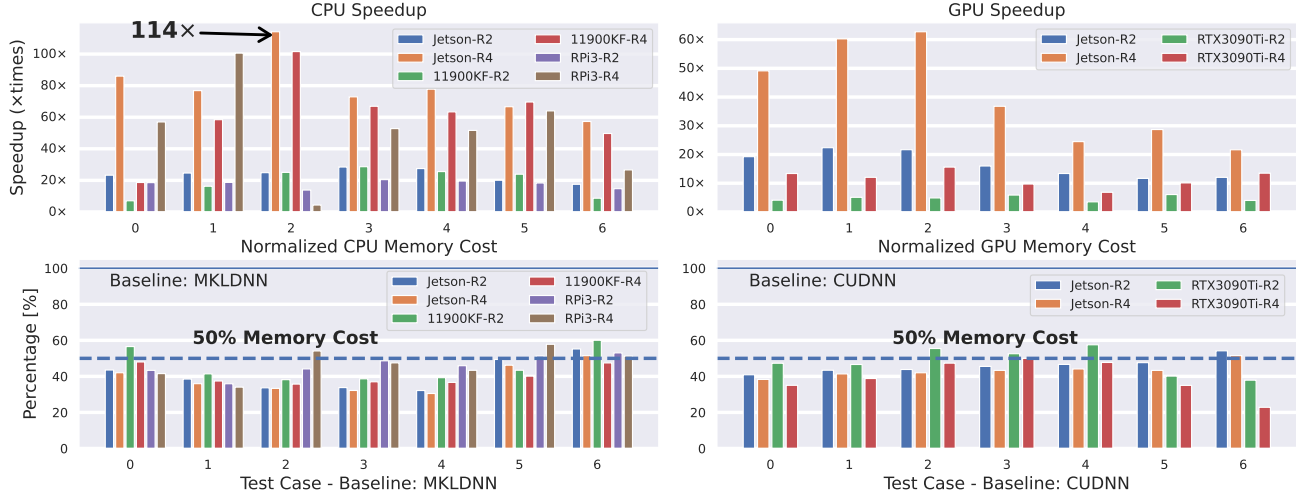 CPU Speedup
114×
Jetson-R2
Jetson-R4
11900KF-R2
11900KF-R4
RPi3-R2
RPi3-R4
Speedup (×times)
100×
80×
60×
40×
20×
0×
0 1 2 3 4 5 6
GPU Speedup
Jetson-R2
Jetson-R4
RTX3090Ti-R2
RTX3090Ti-R4
60×
50×
40×
30×
20×
10×
0×
0 1 2 3 4 5 6
Normalized CPU Memory Cost
Baseline: MKLDNN
Jetson-R2
Jetson-R4
11900KF-R2
11900KF-R4
RPi3-R2
RPi3-R4
50% Memory Cost
Percentage [%]
100
80
60
40
20
0
0 1 2 3 4 5 6
Test Case - Baseline: MKLDNN
Normalized GPU Memory Cost
Baseline: CUDNN
Jetson-R2
Jetson-R4
RTX3090Ti-R2
RTX3090Ti-R4
50% Memory Cost
100
80
60
40
20
0
0 1 2 3 4 5 6
Test Case - Baseline: CUDNN